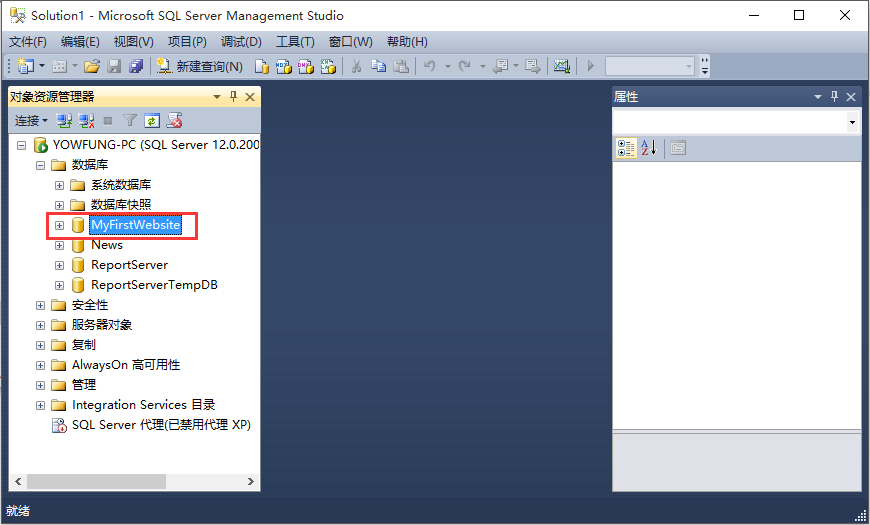 Solution1 - Microsoft SQL Server Management Studio
文件(F) 编辑(E) 视图(V) 项目(P) 调试(D) 工具(T) 窗口(W) 帮助(H)
新建查询(N)
对象资源管理器
连接
YOWFUNG-PC (SQL Server 12.0.200
数据库
系统数据库
数据库快照
MyFirstWebsite
News
ReportServer
ReportServerTempDB
安全性
服务器对象
复制
AlwaysOn 高可用性
管理
Integration Services 目录
SQL Server 代理(已禁用代理 XP)
属性
就绪